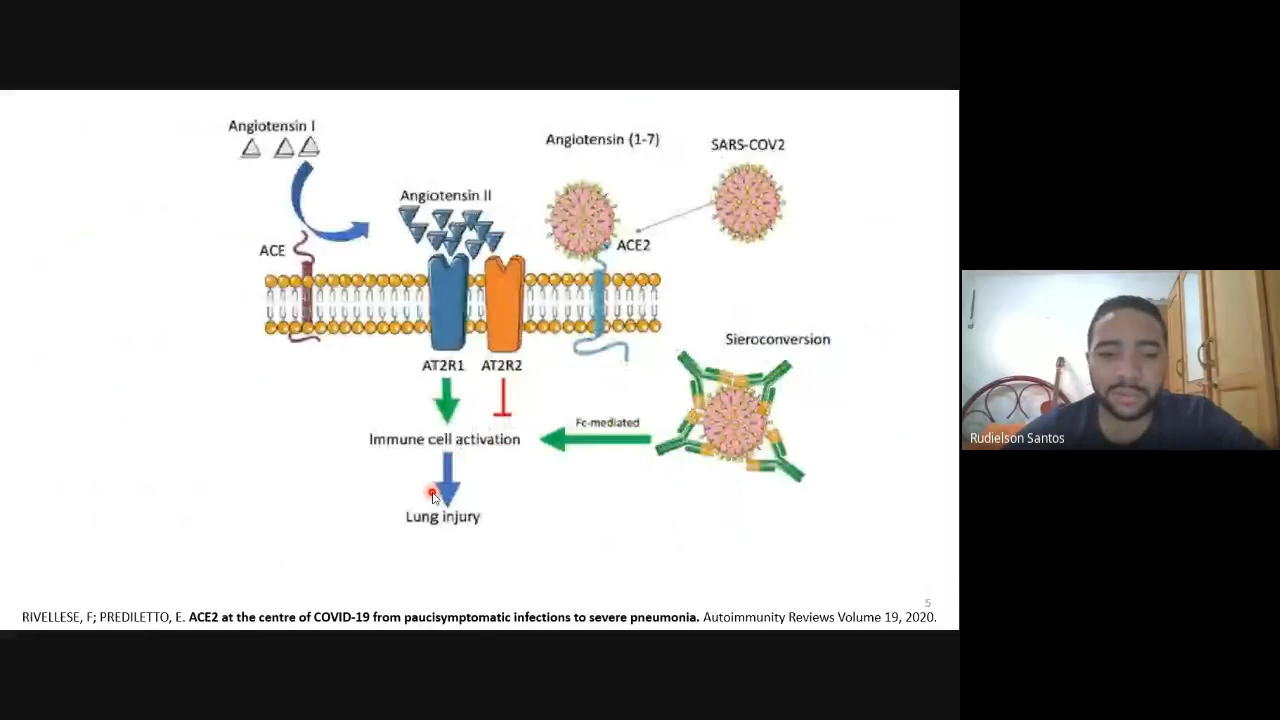 Angiotensin I
Angiotensin (1-7)
SARS-COV2
Angiotensin II
ACE
ACE2
Sieroconversion
AT2R1
AT2R2
Fc-mediated
Immune cell activation
Lung injury
Rudielson Santos
5
RIVELLESE, F; PREDILETTO, E. ACE2 at the centre of COVID-19 from paucisymptomatic infections to severe pneumonia. Autoimmunity Reviews Volume 19, 2020.